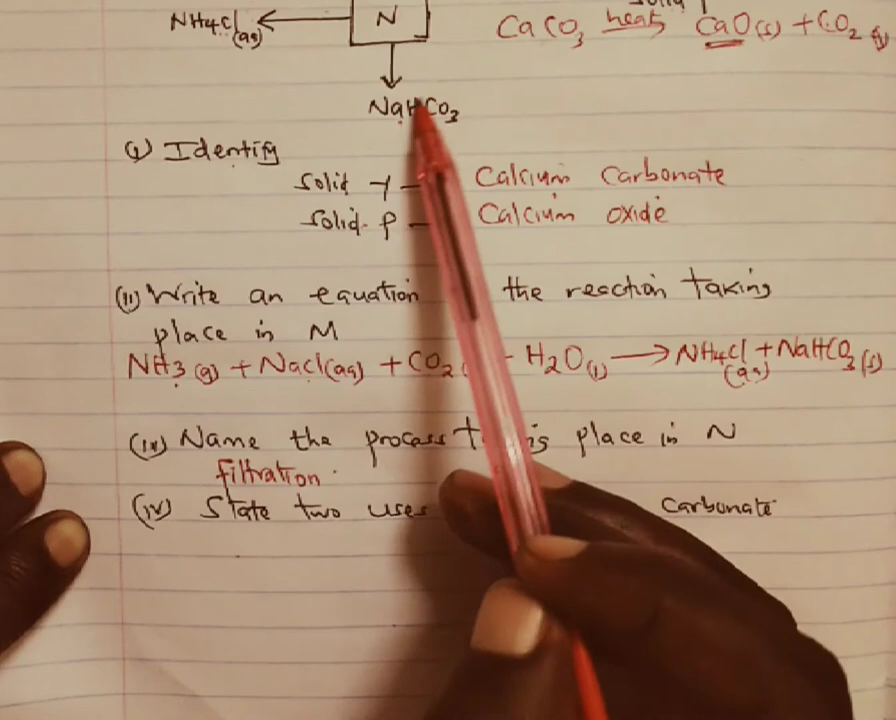 NH4Cl(aq) ← N CaCO3 heat CaO(s) + CO2(g)
NaHCO3
(i) Identify
Solid Y – Calcium Carbonate
Solid P – Calcium oxide
(ii) Write an equation the reaction taking
place in M
NH3(g) + NaCl(aq) + CO2 H2O(l) → NH4Cl(aq) + NaHCO3(s)
(iii) Name the process place in N
filtration.
(iv) State two uses Carbonate